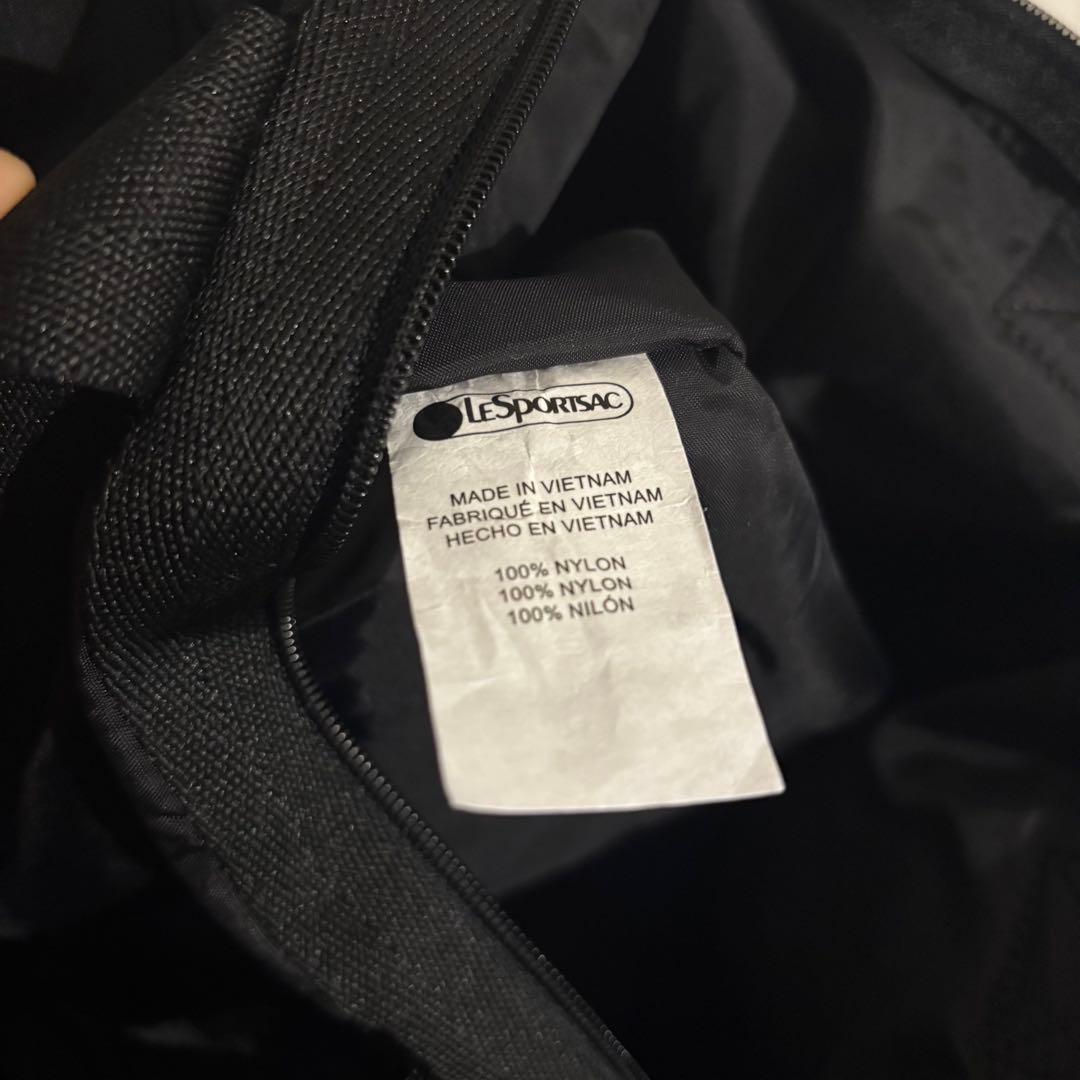 LESPORTSAC
MADE IN VIETNAM
FABRIQUÉ EN VIETNAM
HECHO EN VIETNAM
100% NYLON
100% NYLON
100% NILÓN